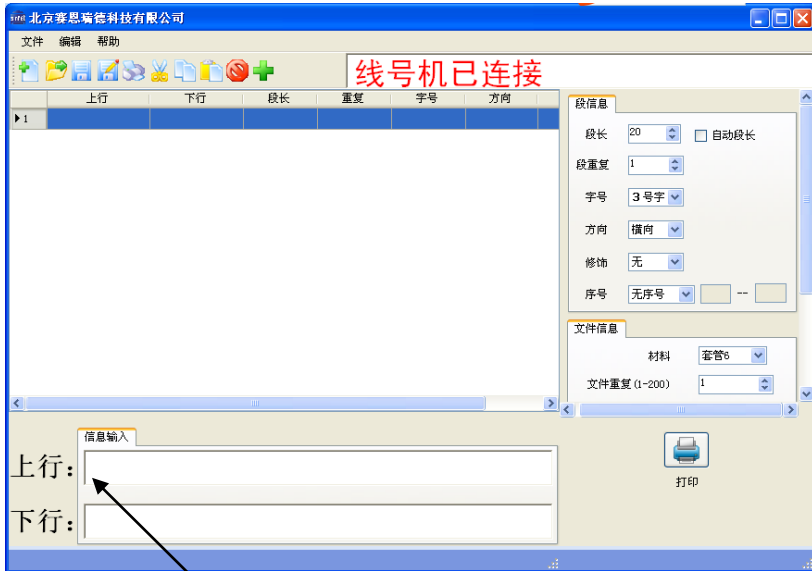 北京赛恩瑞德科技有限公司
文件 编辑 帮助
线号机已连接
上行 下行 段长 重复 字号 方向
1
段信息
段长 20 自动段长
段重复 1
字号 3号字
方向 横向
修饰 无
序号 无序号 --
文件信息
材料 套管6
文件重复(1-200) 1
信息输入
上行:
打印
下行: